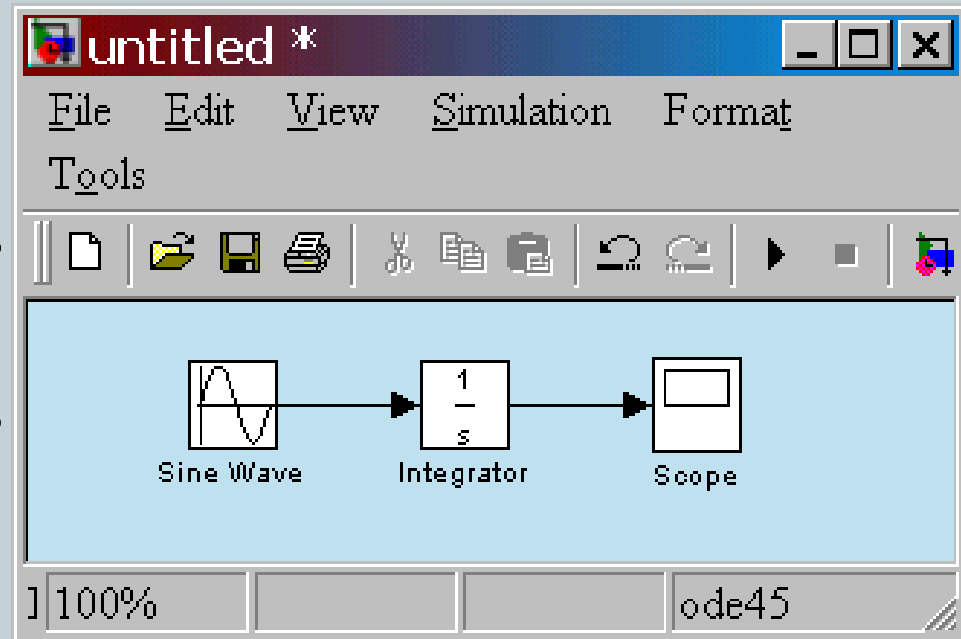 untitled *
File Edit View Simulation Format
Tools
1
s
Sine Wave Integrator Scope
100% ode45